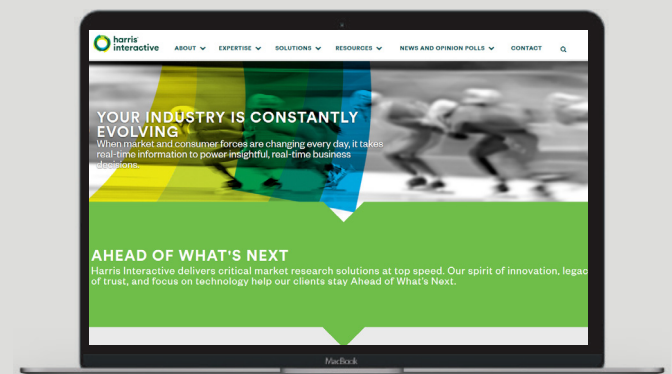 harris
interactive
ABOUT EXPERTISE SOLUTIONS RESOURCES NEWS AND OPINION POLLS CONTACT
YOUR INDUSTRY IS CONSTANTLY
EVOLVING
When market and consumer forces are changing every day, it takes
real-time information to power insightful, real-time business
decisions.
AHEAD OF WHAT'S NEXT
Harris Interactive delivers critical market research solutions at top speed. Our spirit of innovation, legac
of trust, and focus on technology help our clients stay Ahead of What's Next.
MacBook